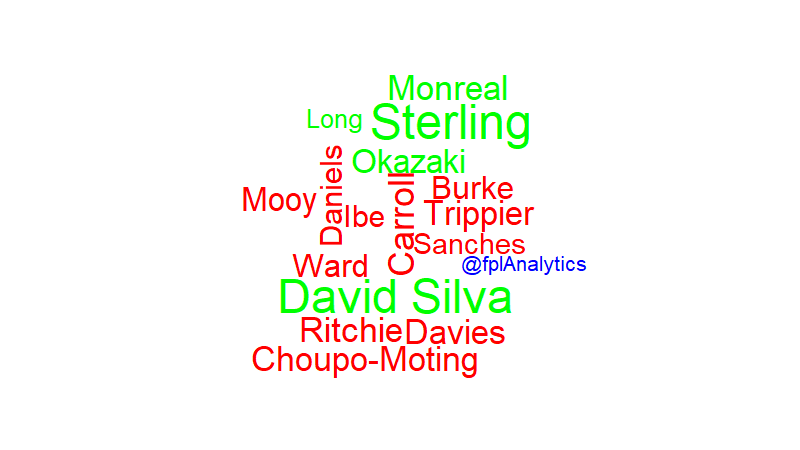 Monreal
Long
Sterling
Okazaki
Daniels
Carroll
Burke
Mooy
Ibe
Trippier
Sanches
Ward
@fplAnalytics
David Silva
Ritchie
Davies
Choupo-Moting